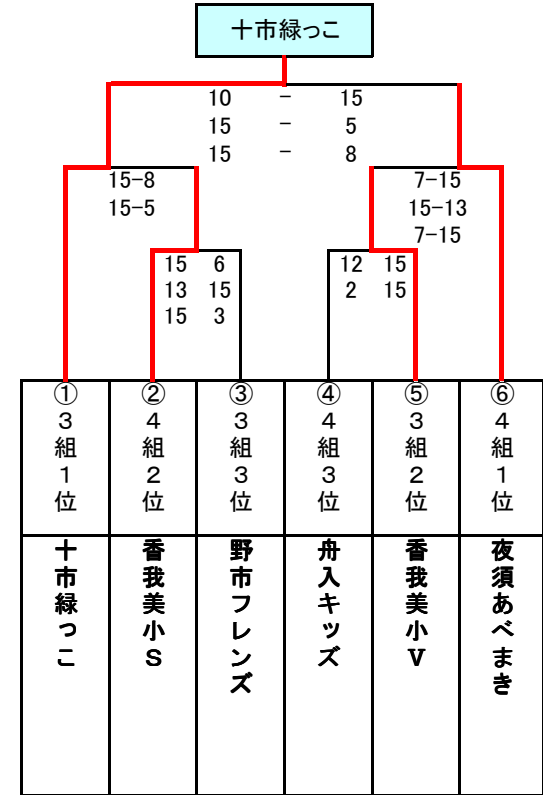 十市緑っこ
10 － 15
15 － 5
15 － 8
15-8
15-5
7-15
15-13
7-15
15 6
13 15
15 3
12 15
2 15
①
3組1位
十市緑っこ
②
4組2位
香我美小S
③
3組3位
野市フレンズ
④
4組3位
舟入キッズ
⑤
3組2位
香我美小V
⑥
4組1位
夜須あべまき